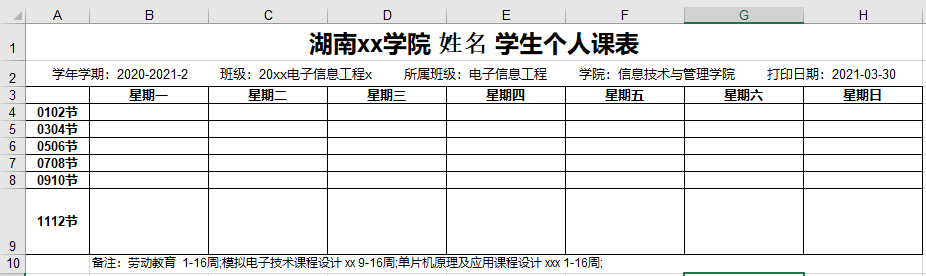 A B C D E F G H
1 湖南xx学院 姓名 学生个人课表
2 学年学期：2020-2021-2 班级：20xx电子信息工程x 所属班级：电子信息工程 学院：信息技术与管理学院 打印日期：2021-03-30
3 星期一 星期二 星期三 星期四 星期五 星期六 星期日
4 0102节
5 0304节
6 0506节
7 0708节
8 0910节
9 1112节
10 备注：劳动教育 1-16周;模拟电子技术课程设计 xx 9-16周;单片机原理及应用课程设计 xxx 1-16周;